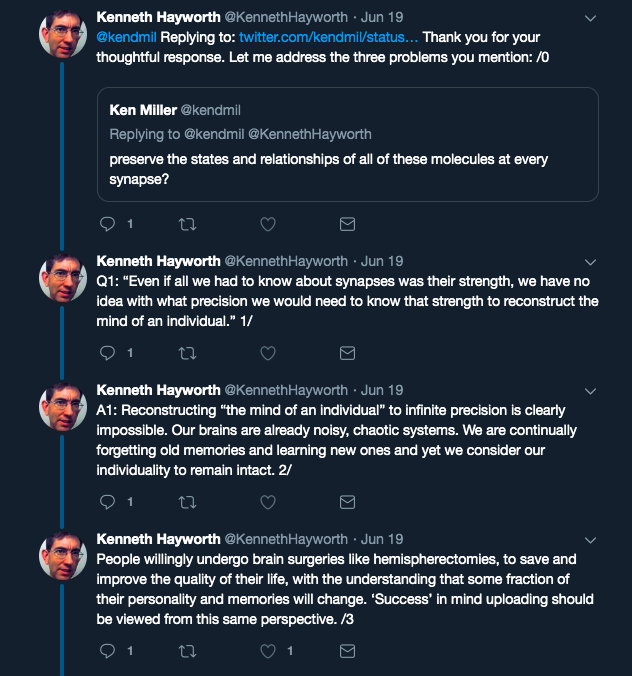 Kenneth Hayworth @KennethHayworth · Jun 19
@kendmil Replying to: twitter.com/kendmil/status… Thank you for your
thoughtful response. Let me address the three problems you mention: /0
Ken Miller @kendmil
Replying to @kendmil @KennethHayworth
preserve the states and relationships of all of these molecules at every
synapse?
1
Kenneth Hayworth @KennethHayworth · Jun 19
Q1: “Even if all we had to know about synapses was their strength, we have no
idea with what precision we would need to know that strength to reconstruct the
mind of an individual.” 1/
1
Kenneth Hayworth @KennethHayworth · Jun 19
A1: Reconstructing “the mind of an individual” to infinite precision is clearly
impossible. Our brains are already noisy, chaotic systems. We are continually
forgetting old memories and learning new ones and yet we consider our
individuality to remain intact. 2/
1
Kenneth Hayworth @KennethHayworth · Jun 19
People willingly undergo brain surgeries like hemispherectomies, to save and
improve the quality of their life, with the understanding that some fraction of
their personality and memories will change. ‘Success’ in mind uploading should
be viewed from this same perspective. /3
1 1